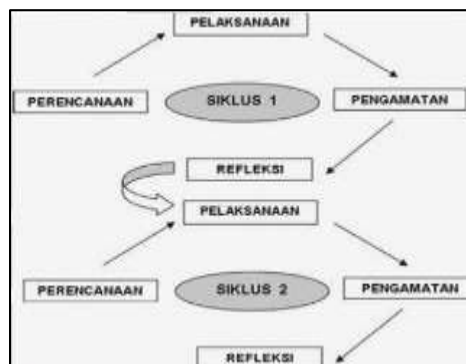 PELAKSANAAN
PERENCANAAN
SIKLUS 1
PENGAMATAN
REFLEKSI
PELAKSANAAN
PERENCANAAN
SIKLUS 2
PENGAMATAN
REFLEKSI